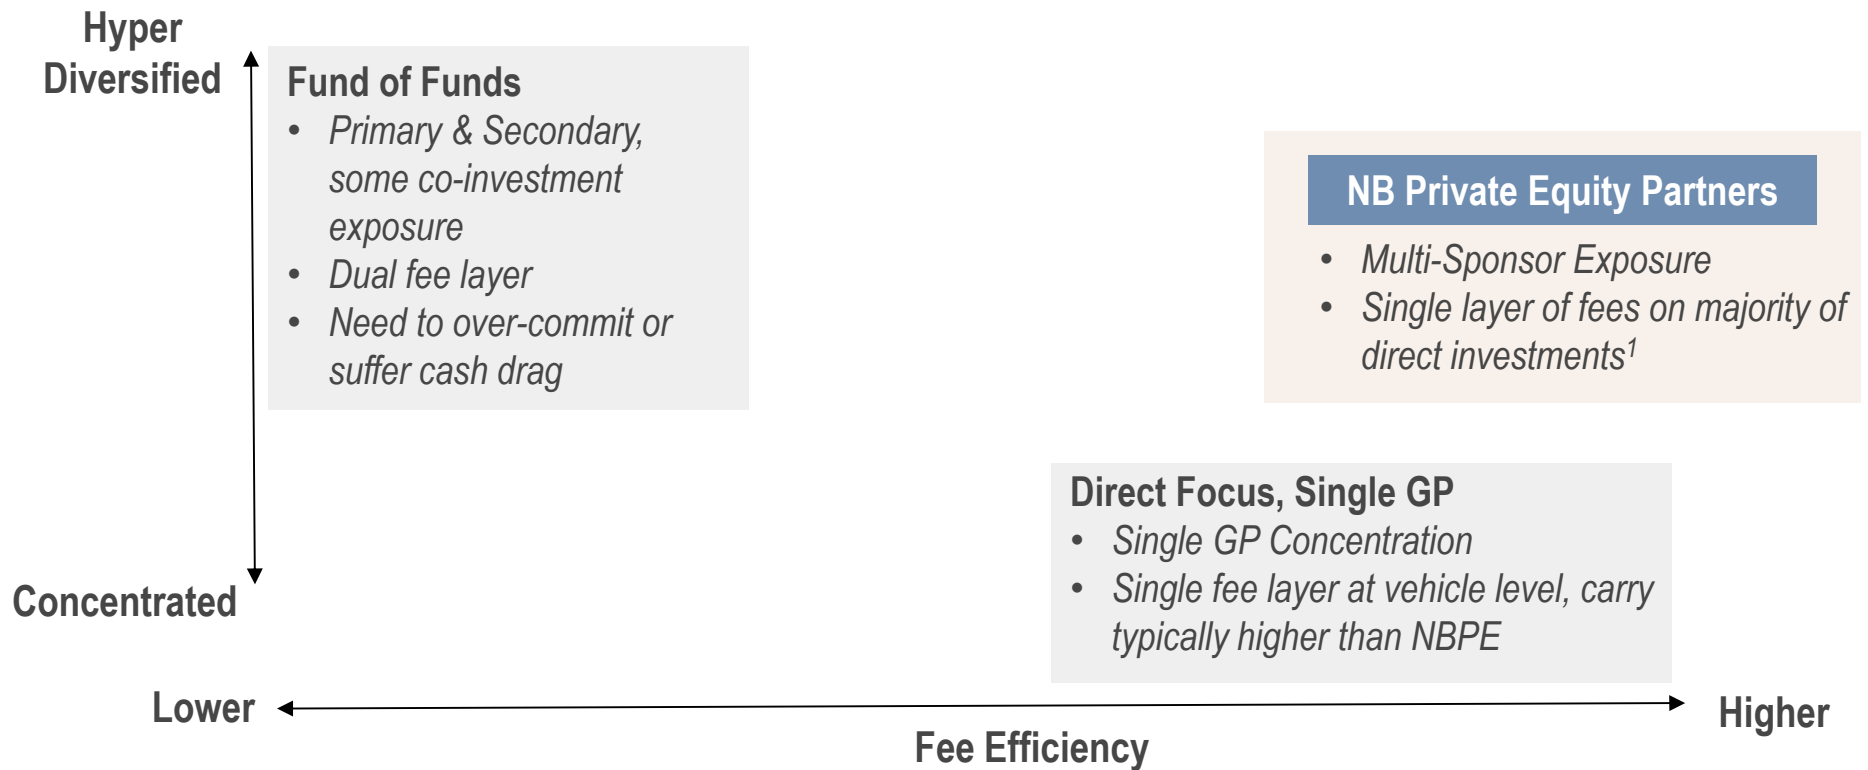 Hyper
Diversified
Fund of Funds
• Primary & Secondary,
some co-investment
exposure
• Dual fee layer
• Need to over-commit or
suffer cash drag
NB Private Equity Partners
• Multi-Sponsor Exposure
• Single layer of fees on majority of
direct investments¹
Direct Focus, Single GP
• Single GP Concentration
• Single fee layer at vehicle level, carry
typically higher than NBPE
Concentrated
Lower
Higher
Fee Efficiency